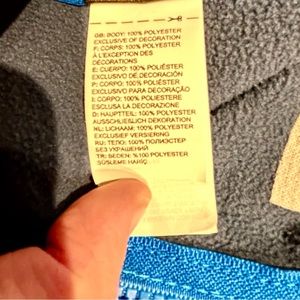 GB: BODY: 100% POLYESTER
EXCLUSIVE OF DECORATION
F: CORPS: 100% POLYESTER
À L'EXCEPTION DES
DÉCORATIONS
E: CUERPO: 100% POLIÉSTER
EXCLUSIVO DE DECORACIÓN
P: CORPO: 100% POLIÉSTER
EXCLUSIVO PARA DECORAÇÃO
I: CORPO: 100% POLIESTERE
ESCLUSA LA DECORAZIONE
D: HAUPTTEIL: 100% POLYESTER
AUSSCHLIEßLICH DEKORATION
NL: LICHAAM: 100% POLYESTER
EXCLUSIEF VERSIERING
RU: ТЕЛО: 100% ПОЛИЭСТЕР
БЕЗ УКРАШЕНИЙ
TR: BEDEN: %100 POLYESTER
SÜSLEME HARİÇ